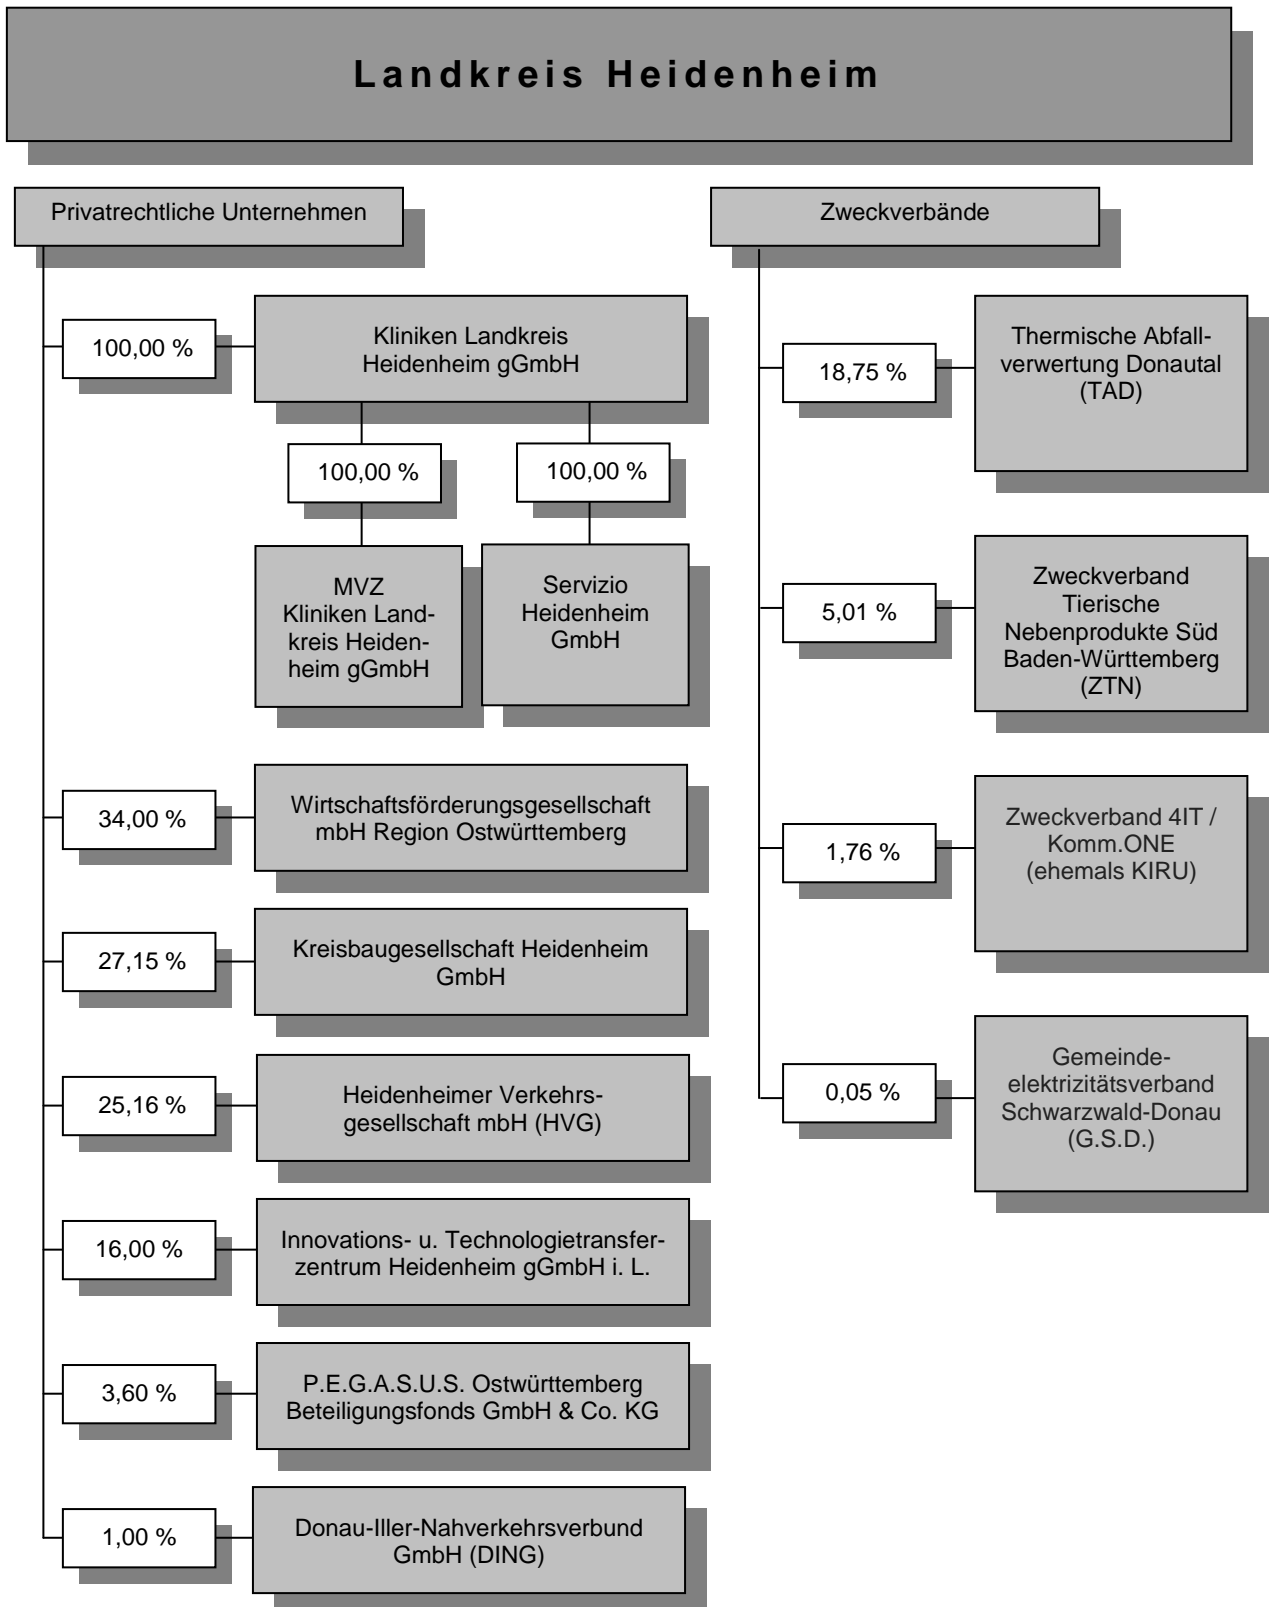 Landkreis Heidenheim
Privatrechtliche Unternehmen
100,00 %
Kliniken Landkreis
Heidenheim gGmbH
100,00 %
100,00 %
MVZ
Kliniken Land-
kreis Heiden-
heim gGmbH
Servizio
Heidenheim
GmbH
34,00 %
Wirtschaftsförderungsgesellschaft
mbH Region Ostwürttemberg
27,15 %
Kreisbaugesellschaft Heidenheim
GmbH
25,16 %
Heidenheimer Verkehrs-
gesellschaft mbH (HVG)
16,00 %
Innovations- u. Technologietransfer-
zentrum Heidenheim gGmbH i. L.
3,60 %
P.E.G.A.S.U.S. Ostwürttemberg
Beteiligungsfonds GmbH & Co. KG
1,00 %
Donau-Iller-Nahverkehrsverbund
GmbH (DING)
Zweckverbände
18,75 %
Thermische Abfall-
verwertung Donautal
(TAD)
5,01 %
Zweckverband
Tierische
Nebenprodukte Süd
Baden-Württemberg
(ZTN)
1,76 %
Zweckverband 4IT /
Komm.ONE
(ehemals KIRU)
0,05 %
Gemeinde-
elektrizitätsverband
Schwarzwald-Donau
(G.S.D.)